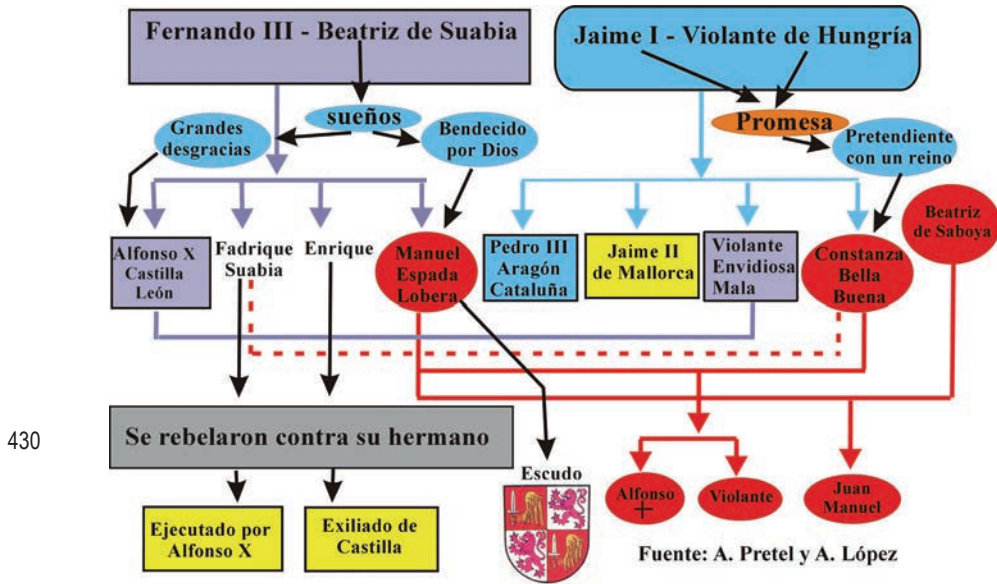 Fernando III - Beatriz de Suabia
Jaime I - Violante de Hungría
sueños
Grandes
desgracias
Bendecido
por Dios
Promesa
Pretendiente
con un reino
Beatriz
de Saboya
Alfonso X
Castilla
León
Fadrique
Suabia
Enrique
Manuel
Espada
Lobera
Pedro III
Aragón
Cataluña
Jaime II
de Mallorca
Violante
Envidiosa
Mala
Constanza
Bella
Buena
430
Se rebelaron contra su hermano
Escudo
Alfonso
Violante
Juan
Manuel
Ejecutado por
Alfonso X
Exiliado de
Castilla
Fuente: A. Pretel y A. López